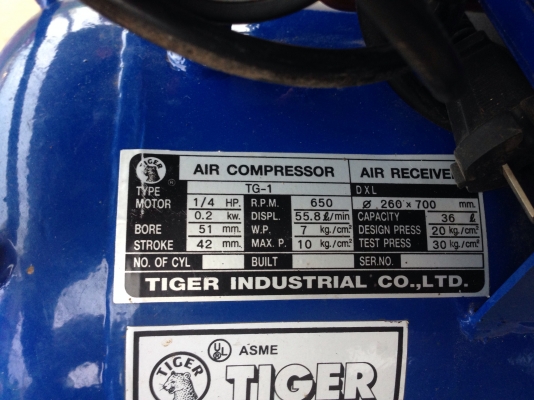 TIGER ®
AIR COMPRESSOR AIR RECEIVE
TYPE TG-1 D X L
MOTOR 1/4 HP. R.P.M. 650 ø 260 × 700 mm.
0.2 kw. DISPL. 55.8 ℓ/min CAPACITY 36 ℓ
BORE 51 mm. W.P. 7 kg./cm² DESIGN PRESS 20 kg./cm²
STROKE 42 mm. MAX. P. 10 kg./cm² TEST PRESS 30 kg./cm²
NO. OF CYL BUILT SER.NO.
TIGER INDUSTRIAL CO.,LTD.
UL ® ASME
TIGER TIGER